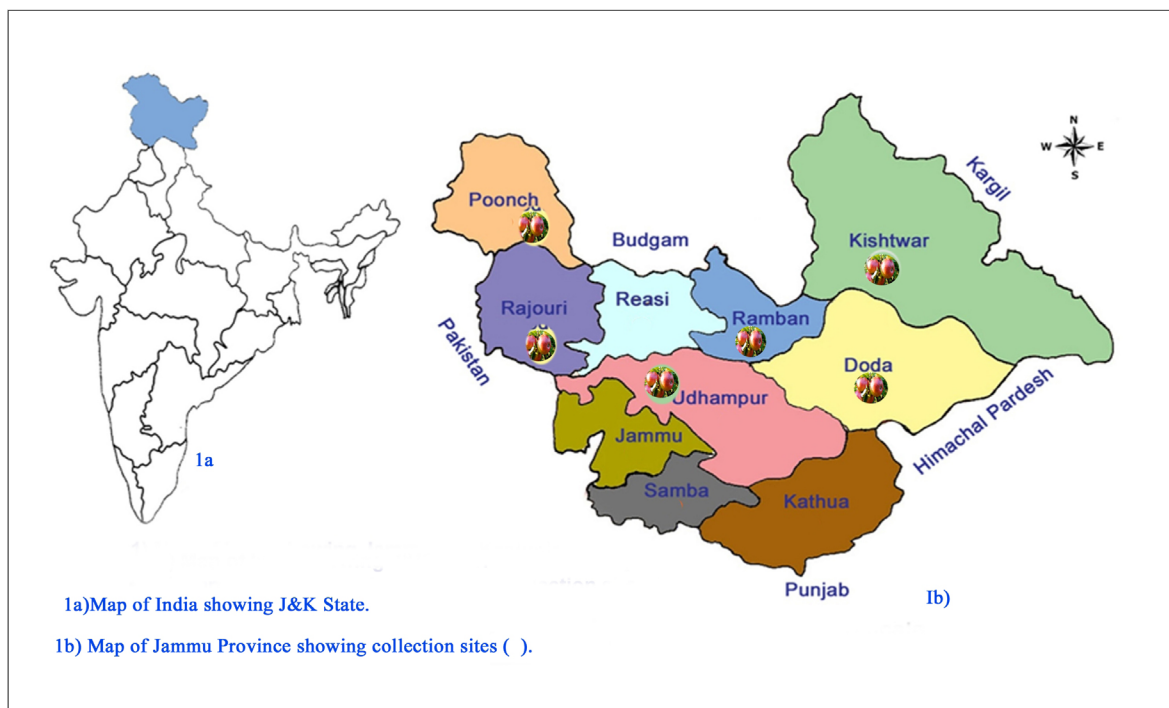 N
W E
S
Kargil
Poonch
Budgam
Kishtwar
Rajouri
Reasi
Ramban
Pakistan
Doda
Udhampur
Himachal Pardesh
Jammu
1a
Samba
Kathua
Punjab
Ib)
1a)Map of India showing J&K State.
1b) Map of Jammu Province showing collection sites ( ).